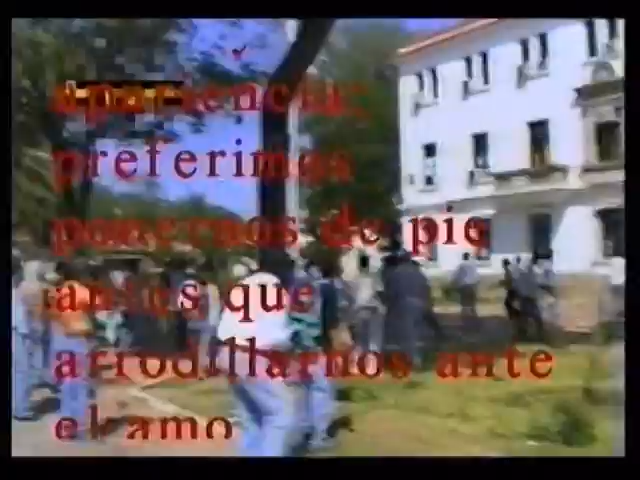 apariencia;
preferimos
ponernos de pie
antes que
arrodillarnos ante
el amo